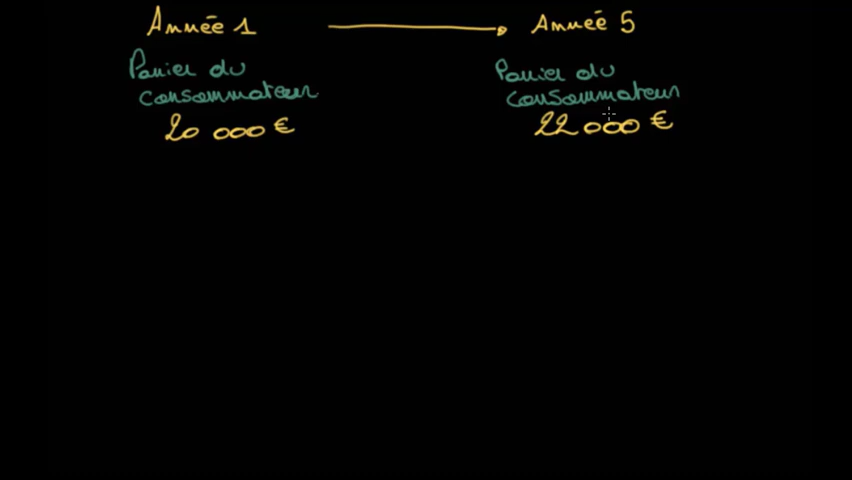 Année 1 Année 5
Panier du Panier du
consommateur consommateur
20 000 € 22 000 €